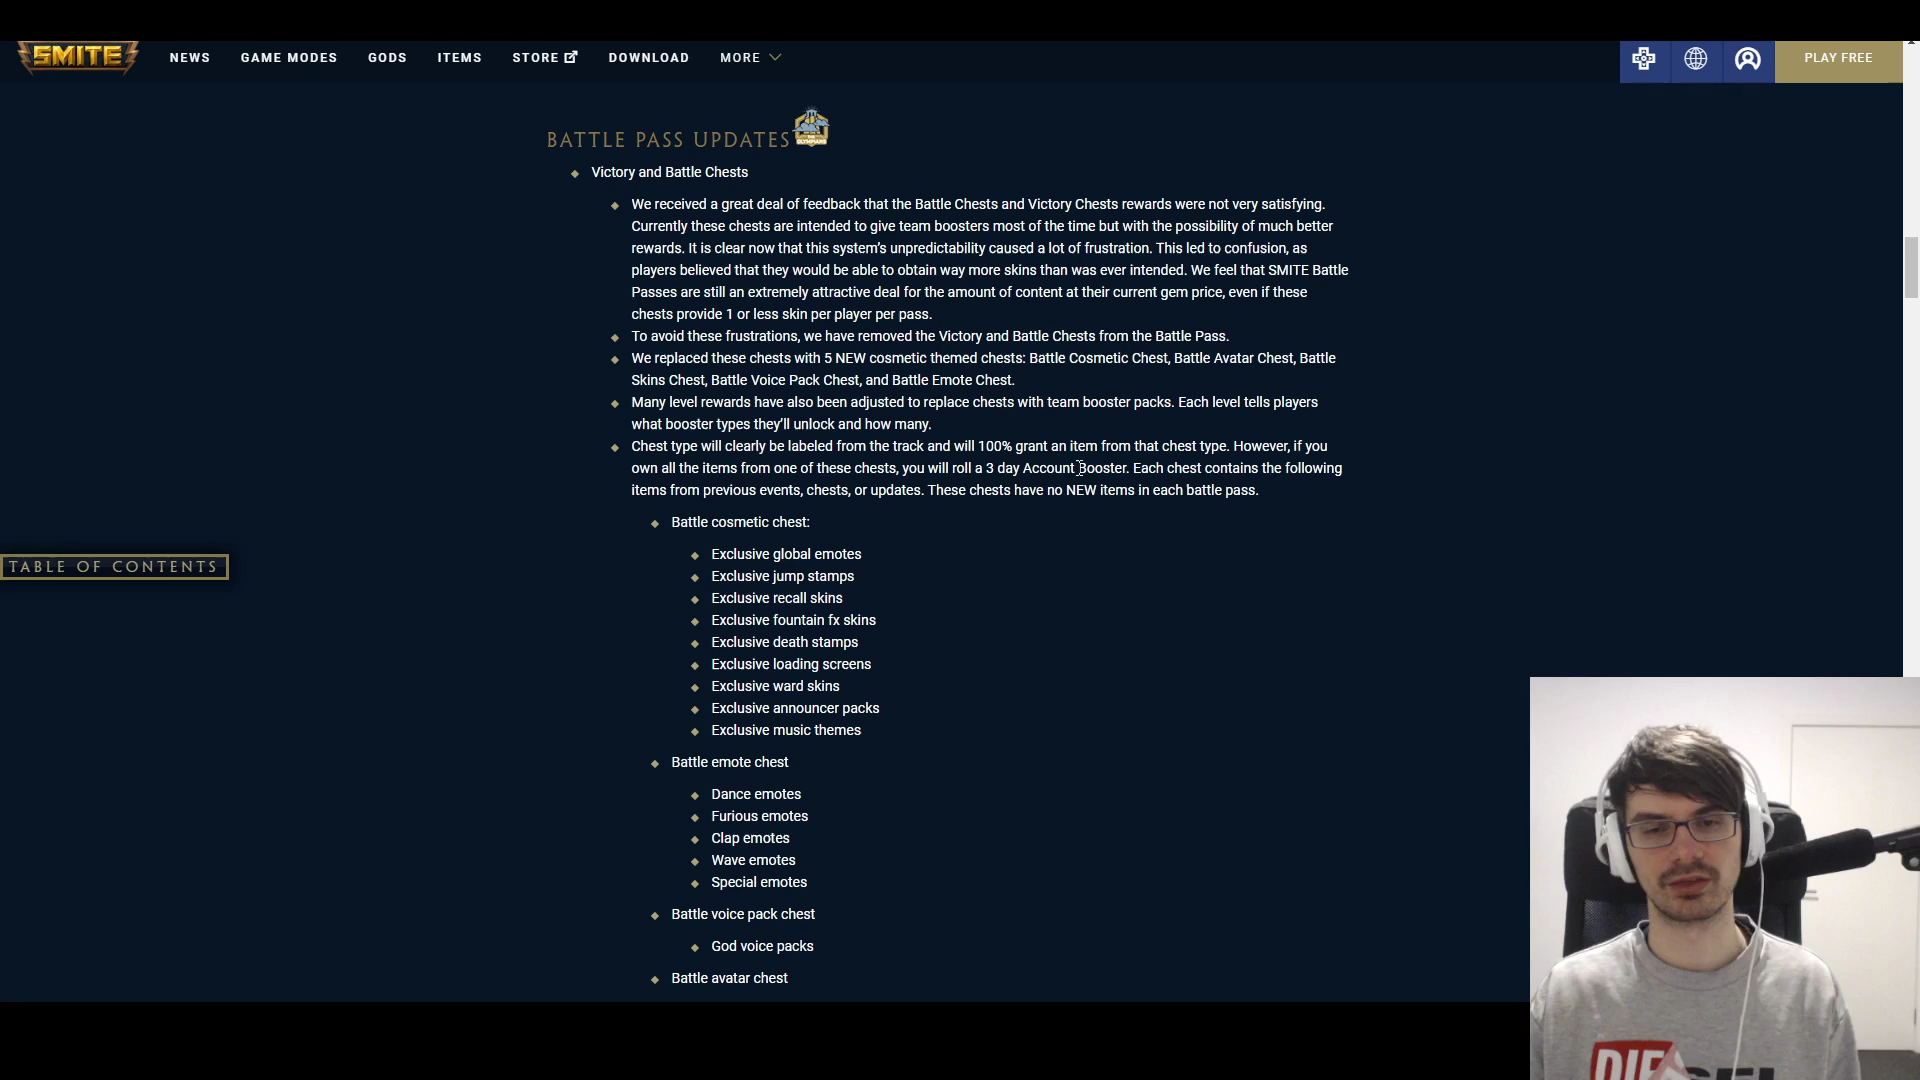 SMITE
NEWS
GAME MODES
GODS
ITEMS
STORE
DOWNLOAD
MORE
PLAY FREE
BATTLE PASS UPDATES
OLYMPIANS
Victory and Battle Chests
We received a great deal of feedback that the Battle Chests and Victory Chests rewards were not very satisfying.
Currently these chests are intended to give team boosters most of the time but with the possibility of much better
rewards. It is clear now that this system's unpredictability caused a lot of frustration. This led to confusion, as
players believed that they would be able to obtain way more skins than was ever intended. We feel that SMITE Battle
Passes are still an extremely attractive deal for the amount of content at their current gem price, even if these
chests provide 1 or less skin per player per pass.
To avoid these frustrations, we have removed the Victory and Battle Chests from the Battle Pass.
We replaced these chests with 5 NEW cosmetic themed chests: Battle Cosmetic Chest, Battle Avatar Chest, Battle
Skins Chest, Battle Voice Pack Chest, and Battle Emote Chest.
Many level rewards have also been adjusted to replace chests with team booster packs. Each level tells players
what booster types they'll unlock and how many.
Chest type will clearly be labeled from the track and will 100% grant an item from that chest type. However, if you
own all the items from one of these chests, you will roll a 3 day Account Booster. Each chest contains the following
items from previous events, chests, or updates. These chests have no NEW items in each battle pass.
Battle cosmetic chest:
Exclusive global emotes
Exclusive jump stamps
Exclusive recall skins
Exclusive fountain fx skins
Exclusive death stamps
Exclusive loading screens
Exclusive ward skins
Exclusive announcer packs
Exclusive music themes
Battle emote chest
Dance emotes
Furious emotes
Clap emotes
Wave emotes
Special emotes
Battle voice pack chest
God voice packs
Battle avatar chest
TABLE OF CONTENTS